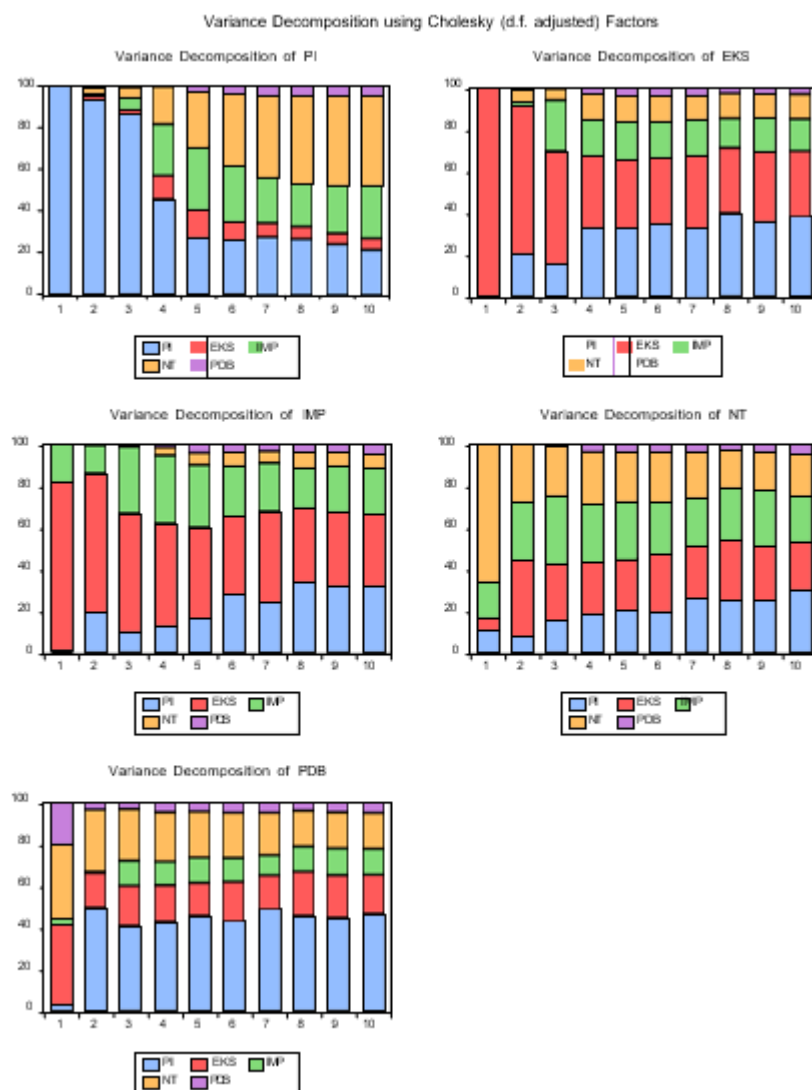 Variance Decomposition using Cholesky (d.f. adjusted) Factors
Variance Decomposition of PI
100
80
60
40
20
0
1 2 3 4 5 6 7 8 9 10
PI EKS IMP
NT PDB
Variance Decomposition of EKS
100
80
60
40
20
0
1 2 3 4 5 6 7 8 9 10
PI EKS IMP
NT PDB
Variance Decomposition of IMP
100
80
60
40
20
0
1 2 3 4 5 6 7 8 9 10
PI EKS IMP
NT PDB
Variance Decomposition of NT
100
80
60
40
20
0
1 2 3 4 5 6 7 8 9 10
PI EKS IMP
NT PDB
Variance Decomposition of PDB
100
80
60
40
20
0
1 2 3 4 5 6 7 8 9 10
PI EKS IMP
NT PDB